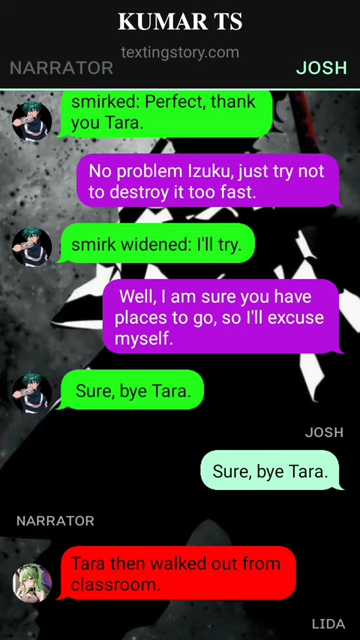 KUMAR TS
textingstory.com
NARRATOR
JOSH
smirked: Perfect, thank
you Tara.
No problem Izuku, just try not
to destroy it too fast.
smirk widened: I'll try.
Well, I am sure you have
places to go, so I'll excuse
myself.
Sure, bye Tara.
JOSH
Sure, bye Tara.
NARRATOR
Tara then walked out from
classroom.
LIDA